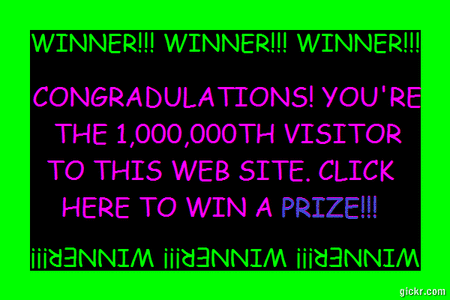 WINNER!!! WINNER!!! WINNER!!!
CONGRADULATIONS! YOU'RE
THE 1,000,000TH VISITOR
TO THIS WEB SITE. CLICK
HERE TO WIN A PRIZE!!!
WINNER!!! WINNER!!! WINNER!!!
gickr.com